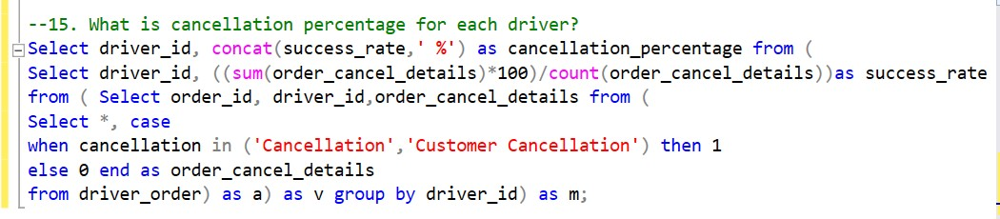 --15. What is cancellation percentage for each driver?
Select driver_id, concat(success_rate,' %') as cancellation_percentage from (
Select driver_id, ((sum(order_cancel_details)*100)/count(order_cancel_details))as success_rate
from ( Select order_id, driver_id,order_cancel_details from (
Select *, case
when cancellation in ('Cancellation','Customer Cancellation') then 1
else 0 end as order_cancel_details
from driver_order) as a) as v group by driver_id) as m;